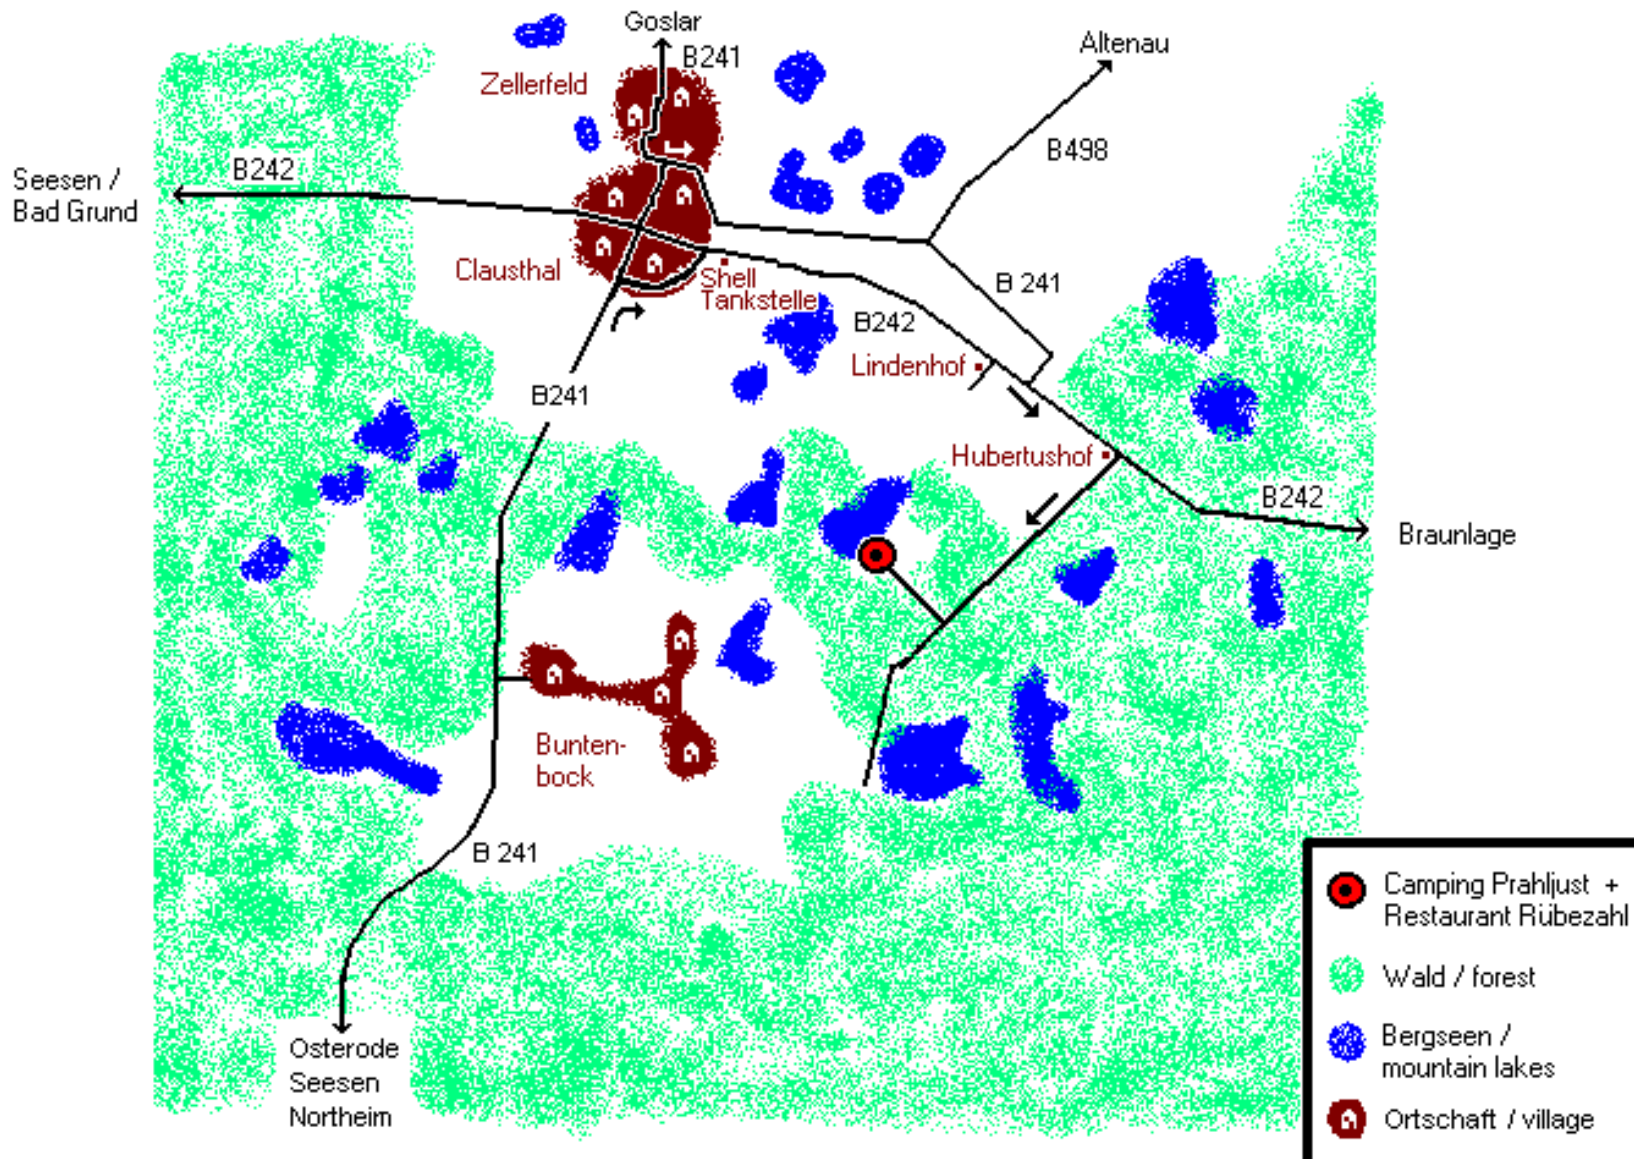 Goslar
B241
Altenau
Zellerfeld
B498
Seesen /
Bad Grund
B242
Clausthal
Shell
Tankstelle
B 241
B242
Lindenhof
B241
Hubertushof
B242
Braunlage
Bunten-
bock
B 241
Osterode
Seesen
Northeim
Camping Prahljust +
Restaurant Rübezahl
Wald / forest
Bergseen /
mountain lakes
Ortschaft / village